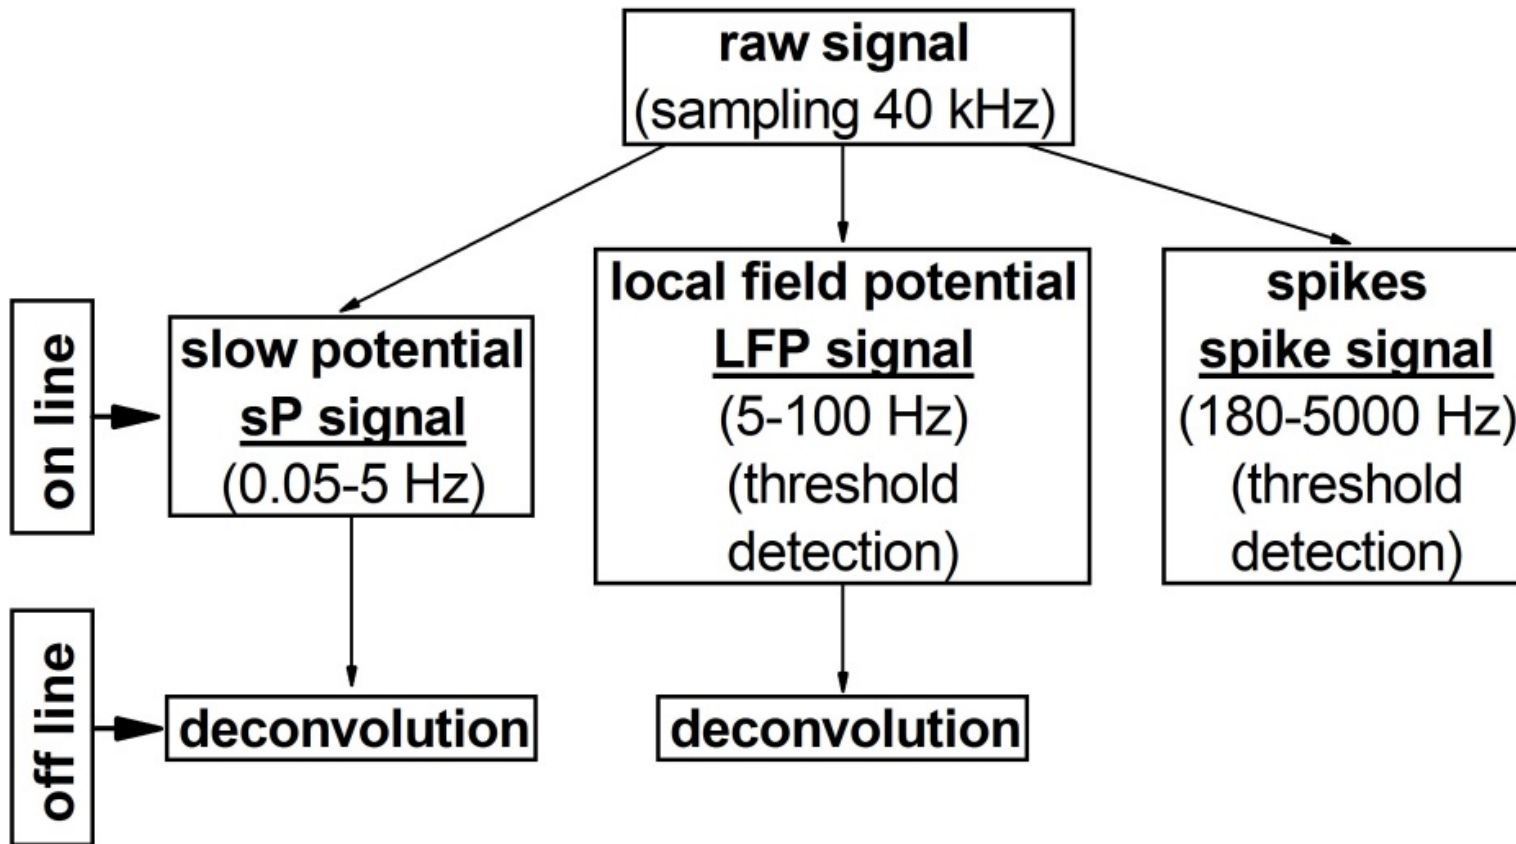 raw signal
(sampling 40 kHz)
on line
slow potential
sP signal
(0.05-5 Hz)
local field potential
LFP signal
(5-100 Hz)
(threshold
detection)
spikes
spike signal
(180-5000 Hz)
(threshold
detection)
off line
deconvolution
deconvolution